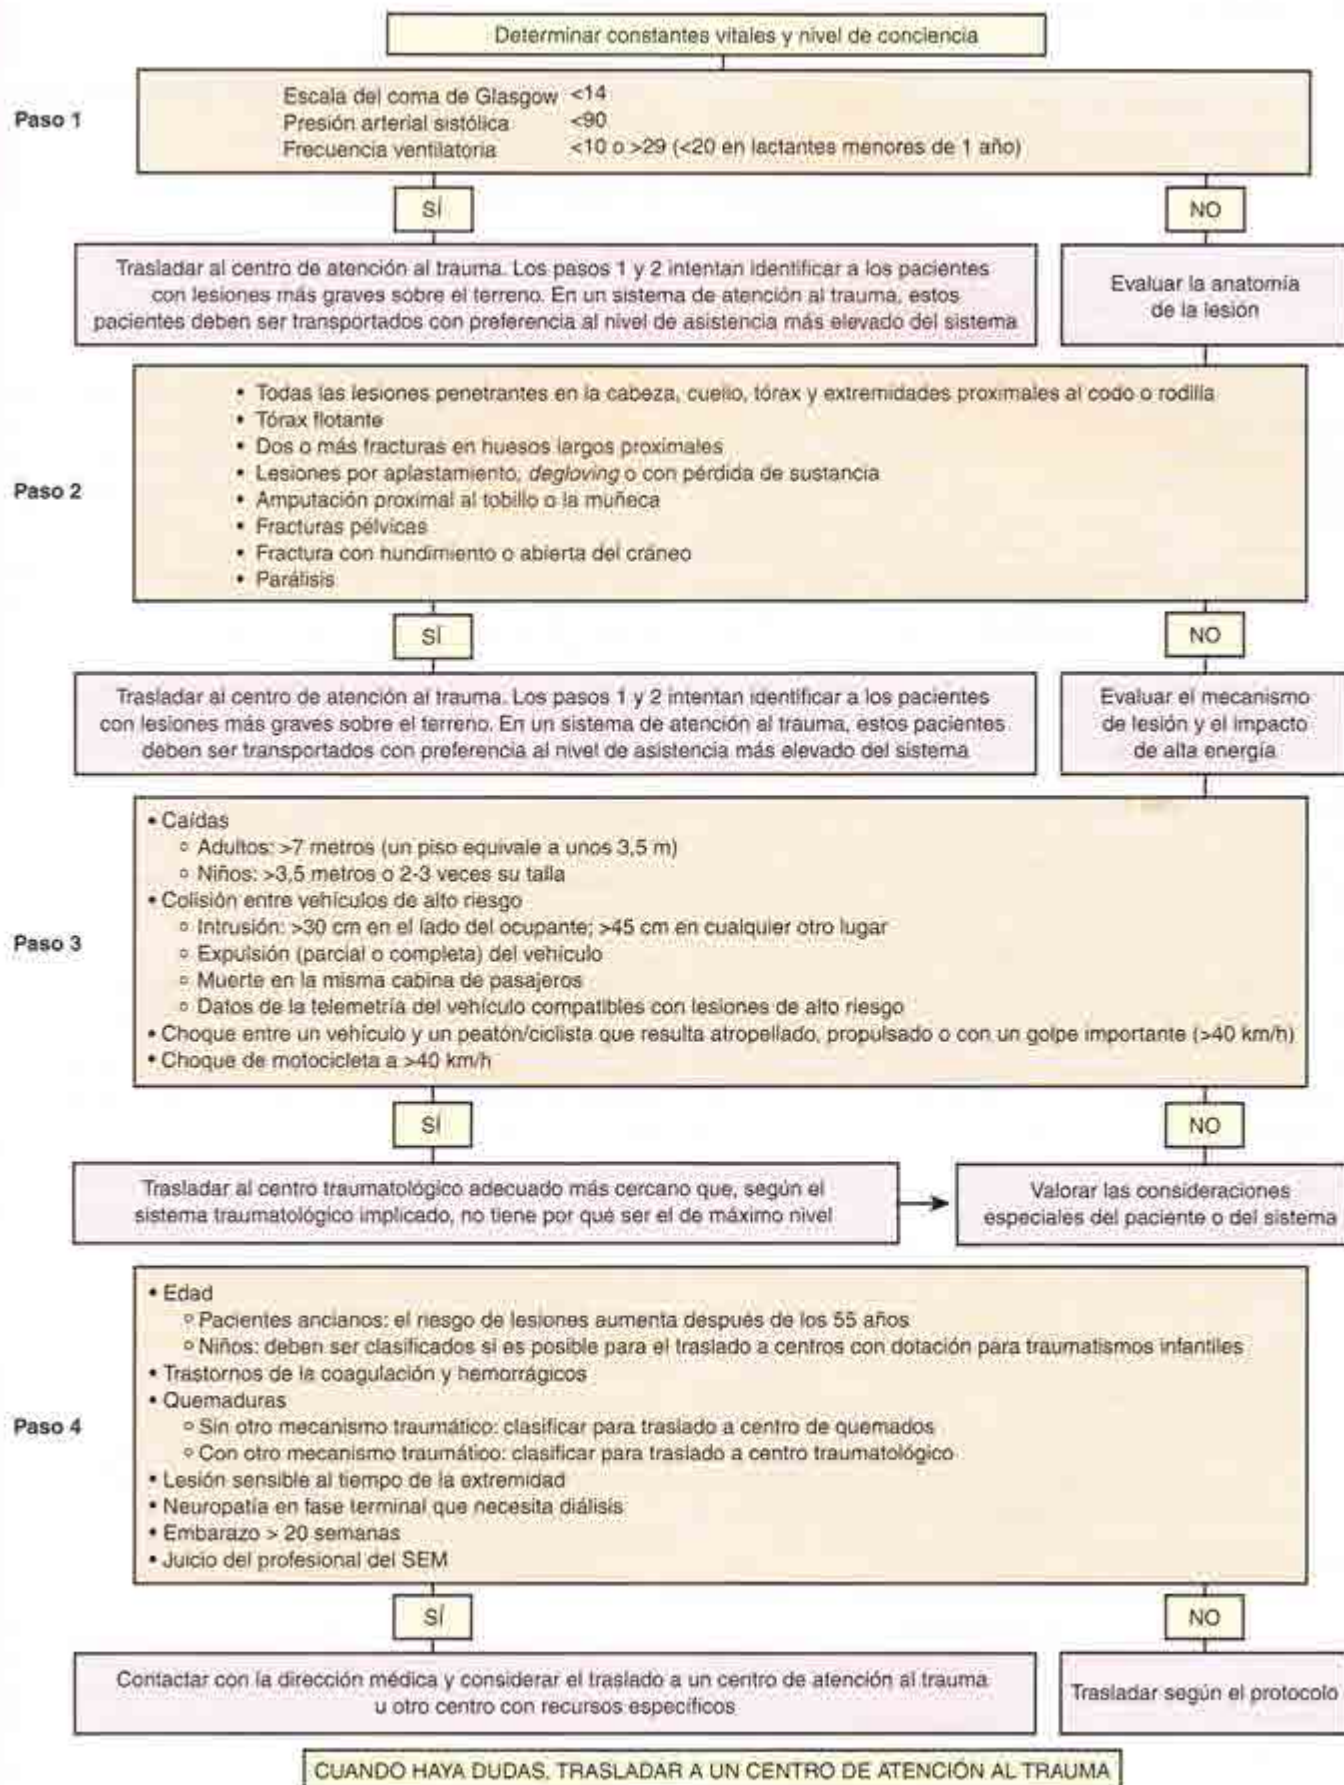 Determinar constantes vitales y nivel de conciencia
Paso 1
Escala del coma de Glasgow <14
Presión arterial sistólica <90
Frecuencia ventilatoria <10 o >29 (<20 en lactantes menores de 1 año)
SÍ
NO
Trasladar al centro de atención al trauma. Los pasos 1 y 2 intentan identificar a los pacientes
con lesiones más graves sobre el terreno. En un sistema de atención al trauma, estos
pacientes deben ser transportados con preferencia al nivel de asistencia más elevado del sistema
Evaluar la anatomía
de la lesión
Paso 2
• Todas las lesiones penetrantes en la cabeza, cuello, tórax y extremidades proximales al codo o rodilla
• Tórax flotante
• Dos o más fracturas en huesos largos proximales
• Lesiones por aplastamiento, degloving o con pérdida de sustancia
• Amputación proximal al tobillo o la muñeca
• Fracturas pélvicas
• Fractura con hundimiento o abierta del cráneo
• Parálisis
SÍ
NO
Trasladar al centro de atención al trauma. Los pasos 1 y 2 intentan identificar a los pacientes
con lesiones más graves sobre el terreno. En un sistema de atención al trauma, estos pacientes
deben ser transportados con preferencia al nivel de asistencia más elevado del sistema
Evaluar el mecanismo
de lesión y el impacto
de alta energía
Paso 3
• Caídas
◦ Adultos: >7 metros (un piso equivale a unos 3,5 m)
◦ Niños: >3,5 metros o 2-3 veces su talla
• Colisión entre vehículos de alto riesgo
◦ Intrusión: >30 cm en el lado del ocupante; >45 cm en cualquier otro lugar
◦ Expulsión (parcial o completa) del vehículo
◦ Muerte en la misma cabina de pasajeros
◦ Datos de la telemetría del vehículo compatibles con lesiones de alto riesgo
• Choque entre un vehículo y un peatón/ciclista que resulta atropellado, propulsado o con un golpe importante (>40 km/h)
• Choque de motocicleta a >40 km/h
SÍ
NO
Trasladar al centro traumatológico adecuado más cercano que, según el
sistema traumatológico implicado, no tiene por qué ser el de máximo nivel
Valorar las consideraciones
especiales del paciente o del sistema
Paso 4
• Edad
◦ Pacientes ancianos: el riesgo de lesiones aumenta después de los 55 años
◦ Niños: deben ser clasificados si es posible para el traslado a centros con dotación para traumatismos infantiles
• Trastornos de la coagulación y hemorrágicos
• Quemaduras
◦ Sin otro mecanismo traumático: clasificar para traslado a centro de quemados
◦ Con otro mecanismo traumático: clasificar para traslado a centro traumatológico
• Lesión sensible al tiempo de la extremidad
• Neuropatía en fase terminal que necesita diálisis
• Embarazo > 20 semanas
• Juicio del profesional del SEM
SÍ
NO
Contactar con la dirección médica y considerar el traslado a un centro de atención al trauma
u otro centro con recursos específicos
Trasladar según el protocolo
CUANDO HAYA DUDAS, TRASLADAR A UN CENTRO DE ATENCIÓN AL TRAUMA